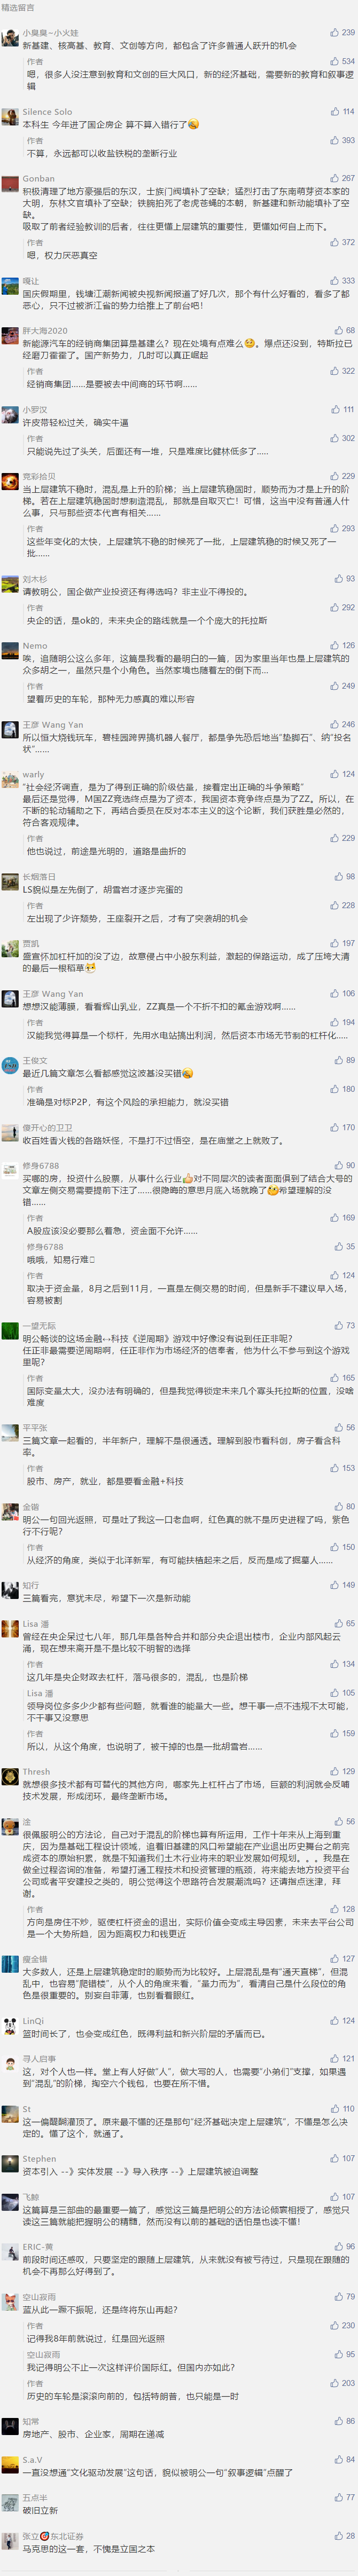 精选留言
小臭臭~小火娃
239
新基建、核高基、教育、文创等方向，都包含了许多普通人跃升的机会
作者
534
嗯，很多人没注意到教育和文创的巨大风口，新的经济基础，需要新的教育和叙事逻
辑
Silence Solo
114
本科生 今年进了国企房企 算不算入错行了
作者
393
不算，永远都可以收盐铁税的垄断行业
Gonban
267
积极清理了地方豪强后的东汉，士族门阀填补了空缺；猛烈打击了东南萌芽资本家的
大明，东林文官填补了空缺；铁腕拍死了老虎苍蝇的本朝，新基建和新动能填补了空
缺。
吸取了前者经验教训的后者，往往更懂上层建筑的重要性，更懂如何自上而下。
作者
372
嗯，权力厌恶真空
嘎让
333
国庆假期里，钱塘江潮新闻被央视新闻报道了好几次，那个有什么好看的，看多了都
恶心，只不过被浙江省的势力给推上了前台吧！
胖大海2020
68
新能源汽车的经销商集团算是基建么？现在处境有点难么。爆点还没到，特斯拉已
经磨刀霍霍了。国产新势力，几时可以真正崛起
作者
322
经销商集团……是要被去中间商的环节啊……
小罗汉
111
许皮带轻松过关，确实牛逼
作者
302
只能说先过了头关，后面还有一堆，只是难度比健林低多了…..
竞彩拾贝
229
当上层建筑不稳时，混乱是上升的阶梯；当上层建筑稳固时，顺势而为才是上升的阶
梯。若在上层建筑稳固时想制造混乱，那就是自取灭亡！可惜，这当中没有普通人什
么事，只与那些资本代言有相关……
作者
293
这些年变化的太快，上层建筑不稳的时候死了一批，上层建筑稳的时候又死了一
批……
刘木杉
93
请教明公，国企做产业投资还有得选吗？非主业不得投的。
作者
292
央企的话，是ok的，未来央企的路线就是一个个庞大的托拉斯
Nemo
126
唉，追随明公这么多年，这篇是我看的最明白的一篇，因为家里当年也是上层建筑的
众多胡之一，虽然只是个小角色。当然家境也随着左的倒下而…
作者
249
望着历史的车轮，那种无力感真的难以形容
王彦 Wang Yan
246
所以恒大烧钱玩车，碧桂园跨界搞机器人餐厅，都是争先恐后地当“垫脚石”、纳“投名
状”……
warly
124
“社会经济调查，是为了得到正确的阶级估量，接着定出正确的斗争策略”
最后还是觉得，M国ZZ竞选终点是为了资本，我国资本竞争终点是为了ZZ。所以，在
不断的轮动辅助之下，再结合委员在反对本本主义的这个论断，我们获胜是必然的，
符合客观规律。
作者
229
他也说过，前途是光明的，道路是曲折的
长烟落日
98
LS貌似是左先倒了，胡雪岩才逐步完蛋的
作者
228
左出现了少许颓势，王座裂开之后，才有了突袭胡的机会
贾凯
197
盛宣怀加杠杆加的没了边，故意侵占中小股东利益，激起的保路运动，成了压垮大清
的最后一根稻草
王彦 Wang Yan
106
想想汉能薄膜，看看辉山乳业，ZZ真是一个不折不扣的氪金游戏啊……
作者
194
汉能我觉得算是一个标杆，先用水电站搞出利润，然后资本市场无节制的杠杆化…..
王俊文
89
最近几篇文章怎么看都感觉这波基没买错
作者
180
准确是对标P2P，有这个风险的承担能力，就没买错
傻开心的卫卫
170
收百姓香火钱的各路妖怪，不是打不过悟空，是在庙堂之上就败了。
修身6788
90
买哪的房，投资什么股票，从事什么行业对不同层次的读者面面俱到了结合大号的
文章左侧交易需要提前下注了……很隐晦的意思月底入场就晚了希望理解的没
错……
作者
169
A股应该没必要那么着急，资金面不允许……
修身6788
35
哦哦，知易行难
作者
124
取决于资金量，8月之后到11月，一直是左侧交易的时间，但是新手不建议早入场，
容易被割
一望无际
73
明公畅谈的这场金融↔科技《逆周期》游戏中好像没有说到任正非呢？
任正非最需要逆周期啊，任正非作为市场经济的信奉者，他为什么不参与到这个游戏
里呢？
作者
165
国际变量太大，没办法有明确的，但是我觉得锁定未来几个寡头托拉斯的位置，没啥
难度
平平张
56
三篇文章一起看的，半年新户，理解不是很通透。理解到股市看科创，房子看含科
率。
作者
153
股市、房产，就业，都是要看金融+科技
金锴
80
明公一句回光返照，可是吐了我这一口老血啊，红色真的就不是历史进程了吗，紫色
行不行呢？
作者
150
从经济的角度，类似于北洋新军，有可能扶植起来之后，反而是成了掘墓人……
知行
149
三篇看完，意犹未尽，希望下一次是新动能
Lisa 潘
65
曾经在央企呆过七八年，那几年是各种合并和部分央企退出楼市，企业内部风起云
涌，现在想来离开是不是比较不明智的选择
作者
134
这几年是央企财政去杠杆，落马很多的，混乱，也是阶梯
Lisa 潘
105
领导岗位多多少少都有些问题，就看谁的能量大一些。想干事一点不违规不太可能，
不干事又没意思
作者
159
所以，从这个角度，也说明了，被干掉的也是一批胡雪岩……
Thresh
129
就想很多技术都有可替代的其他方向，哪家先上杠杆占了市场，巨额的利润就会反哺
技术发展，形成闭环，最终垄断市场。
淦
56
很佩服明公的方法论，自己对于混乱的阶梯也算有所运用，工作十年来从上海到重
庆，因为是基础工程设计领域，追着旧基建的风口希望能在产业退出历史舞台之前完
成资本的原始积累，就是不知道我们土木行业将来的职业发展如何规划。。。我是在
做全过程咨询的准备，希望打通工程技术和投资管理的瓶颈，将来能去地方投资平台
公司或者平安建投之类的，明公觉得这个思路符合发展潮流吗？还请指点迷津，拜
谢。
作者
128
方向是房住不炒，驱使杠杆资金的退出，实际价值会变成主导因素，未来去平台公司
是一个大势所趋，因为距离权力和钱更近
瘦金错
127
大多数人，还是上层建筑稳定时的顺势而为比较好。上层混乱是有“通天直梯”，但混
乱中，也容易“爬错楼”，从个人的角度来看，“量力而为”，看清自己是什么段位的角
色是很重要的。别妄自菲薄，也别看着眼红。
LinQi
124
篮时间长了，也会变成红色，既得利益和新兴阶层的矛盾而已。
寻人启事
121
这，对个人也一样。堂上有人好做“人”，做大写的人，也需要“小弟们”支撑，如果遇
到“混乱”的阶梯，掏空六个钱包，也要在所不惜。
St
110
这一偏醍醐灌顶了。原来最不懂的还是那句“经济基础决定上层建筑”，不懂是怎么决
定的。懂了这个，就通了。
Stephen
107
资本引入 --》实体发展 --》导入秩序 --》上层建筑被迫调整
飞鲸
107
这篇算是三部曲的最重要一篇了，感觉这三篇是把明公的方法论倾囊相授了，感觉只
读这三篇就能把握明公的精髓，然而没有以前的基础的话怕是也读不懂！
ERIC-黄
96
前段时间还感叹，只要坚定的跟随上层建筑，从来就没有被亏待过，只是现在跟随的
机会不再那么好得到了。
空山寂雨
79
蓝从此一蹶不振呢，还是终将东山再起？
作者
230
记得我8年前就说过，红是回光返照
空山寂雨
95
我记得明公不止一次这样评价国际红。但国内亦如此？
作者
203
历史的车轮是滚滚向前的，包括特朗普，也只能是一时
知常
86
房地产、股市、企业家，周期在递减
S.a.V
84
一直没想通“文化驱动发展”这句话，貌似被明公一句“叙事逻辑”点醒了
五点半
77
破旧立新
张立东北证券
28
马克思的这一套，不愧是立国之本